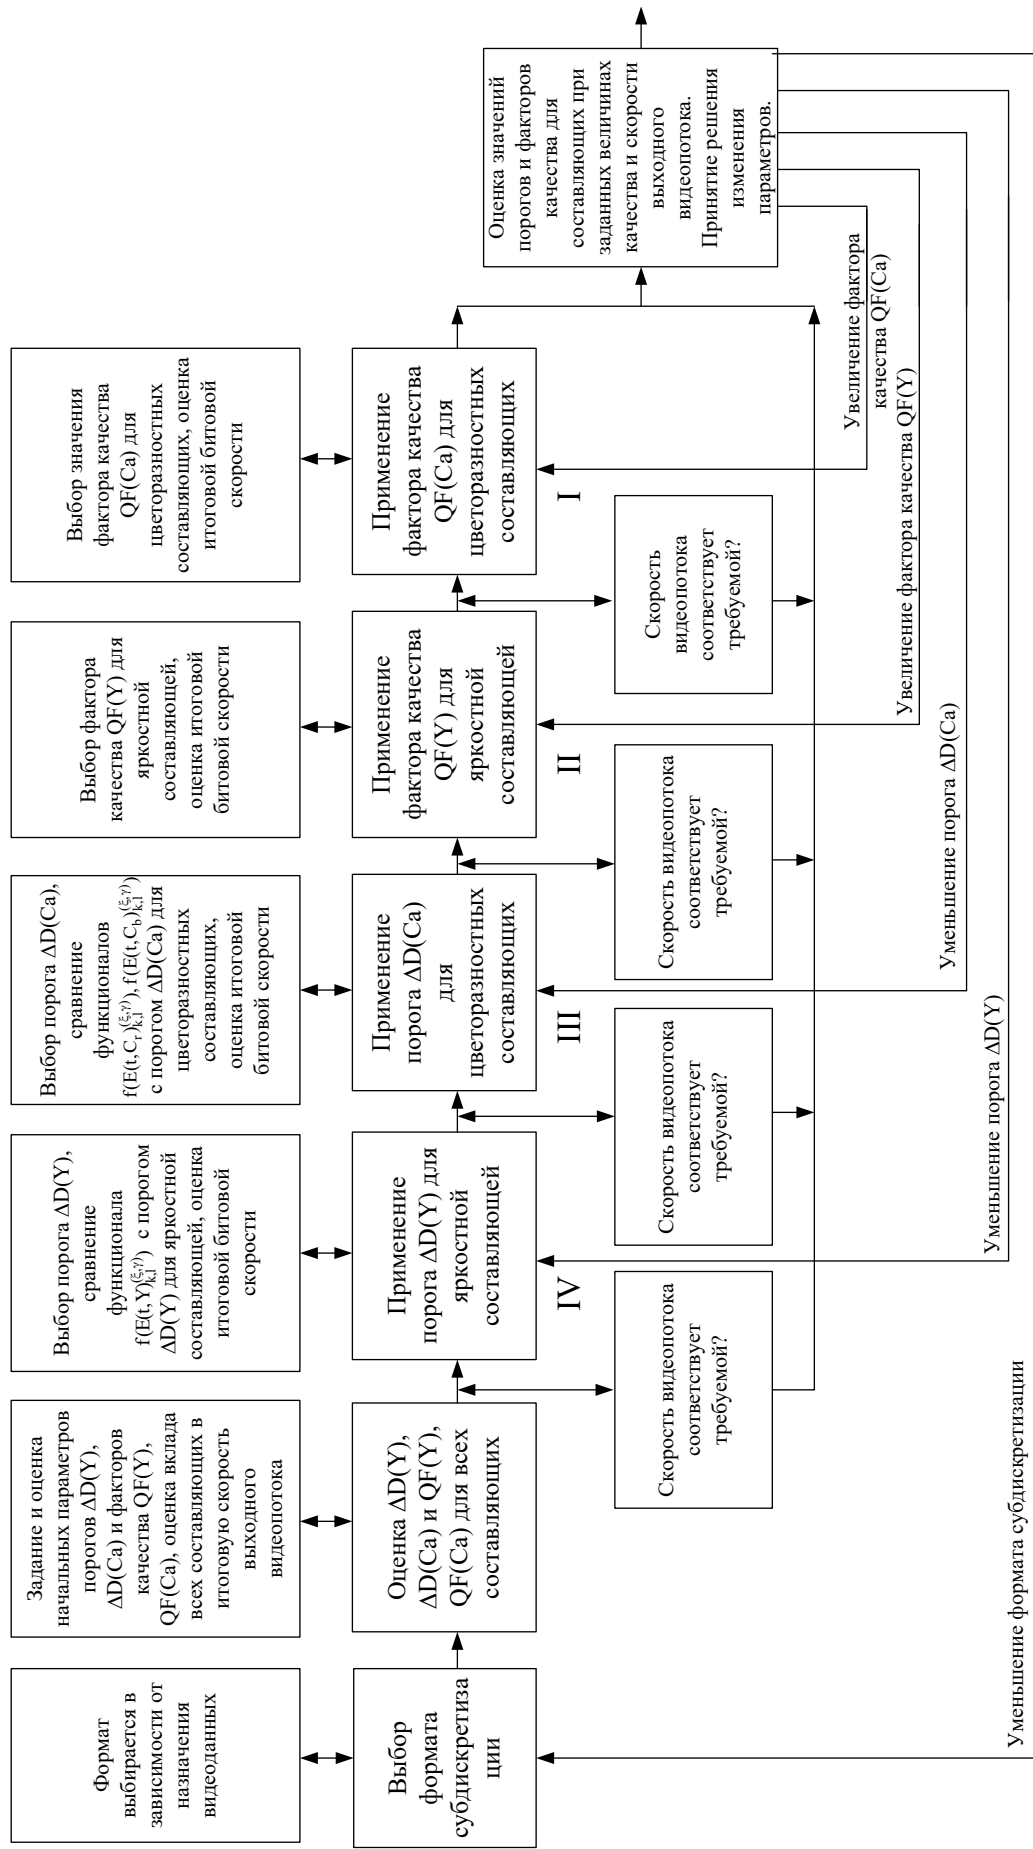 Формат
выбирается в
зависимости от
назначения
видеоданных
Задание и оценка
начальных параметров
порогов ΔD(Y),
ΔD(Ca) и факторов
качества QF(Y),
QF(Ca), оценка вклада
всех составляющих в
итоговую скорость
выходного
видеопотока
Выбор порога ΔD(Y),
сравнение
функционала
f(E(t,Y)_{k,l}^{(ξ,γ)}) с порогом
ΔD(Y) для яркостной
составляющей, оценка
итоговой битовой
скорости
Выбор порога ΔD(Ca),
сравнение
функционалов
f(E(t,C_r)_{k,l}^{(ξ,γ)}), f(E(t,C_b)_{k,l}^{(ξ,γ)})
с порогом ΔD(Ca) для
цветоразностных
составляющих,
оценка итоговой
битовой скорости
Выбор фактора
качества QF(Y) для
яркостной
составляющей,
оценка итоговой
битовой скорости
Выбор значения
фактора качества
QF(Ca) для
цветоразностных
составляющих, оценка
итоговой битовой
скорости
Выбор
формата
субдискретиза
ции
Оценка ΔD(Y),
ΔD(Ca) и QF(Y),
QF(Ca) для всех
составляющих
Применение
порога ΔD(Y) для
яркостной
составляющей
Применение
порога ΔD(Ca)
для
цветоразностных
составляющих
Применение
фактора качества
QF(Y) для
яркостной
составляющей
Применение
фактора качества
QF(Ca) для
цветоразностных
составляющих
Оценка значений
порогов и факторов
качества для
составляющих при
заданных величинах
качества и скорости
выходного
видеопотока.
Принятие решения
изменения
параметров.
IV
III
II
I
Скорость видеопотока
соответствует
требуемой?
Скорость видеопотока
соответствует
требуемой?
Скорость видеопотока
соответствует
требуемой?
Скорость
видеопотока
соответствует
требуемой?
Увеличение фактора
качества QF(Ca)
Увеличение фактора качества QF(Y)
Уменьшение порога ΔD(Ca)
Уменьшение порога ΔD(Y)
Уменьшение формата субдискретизации